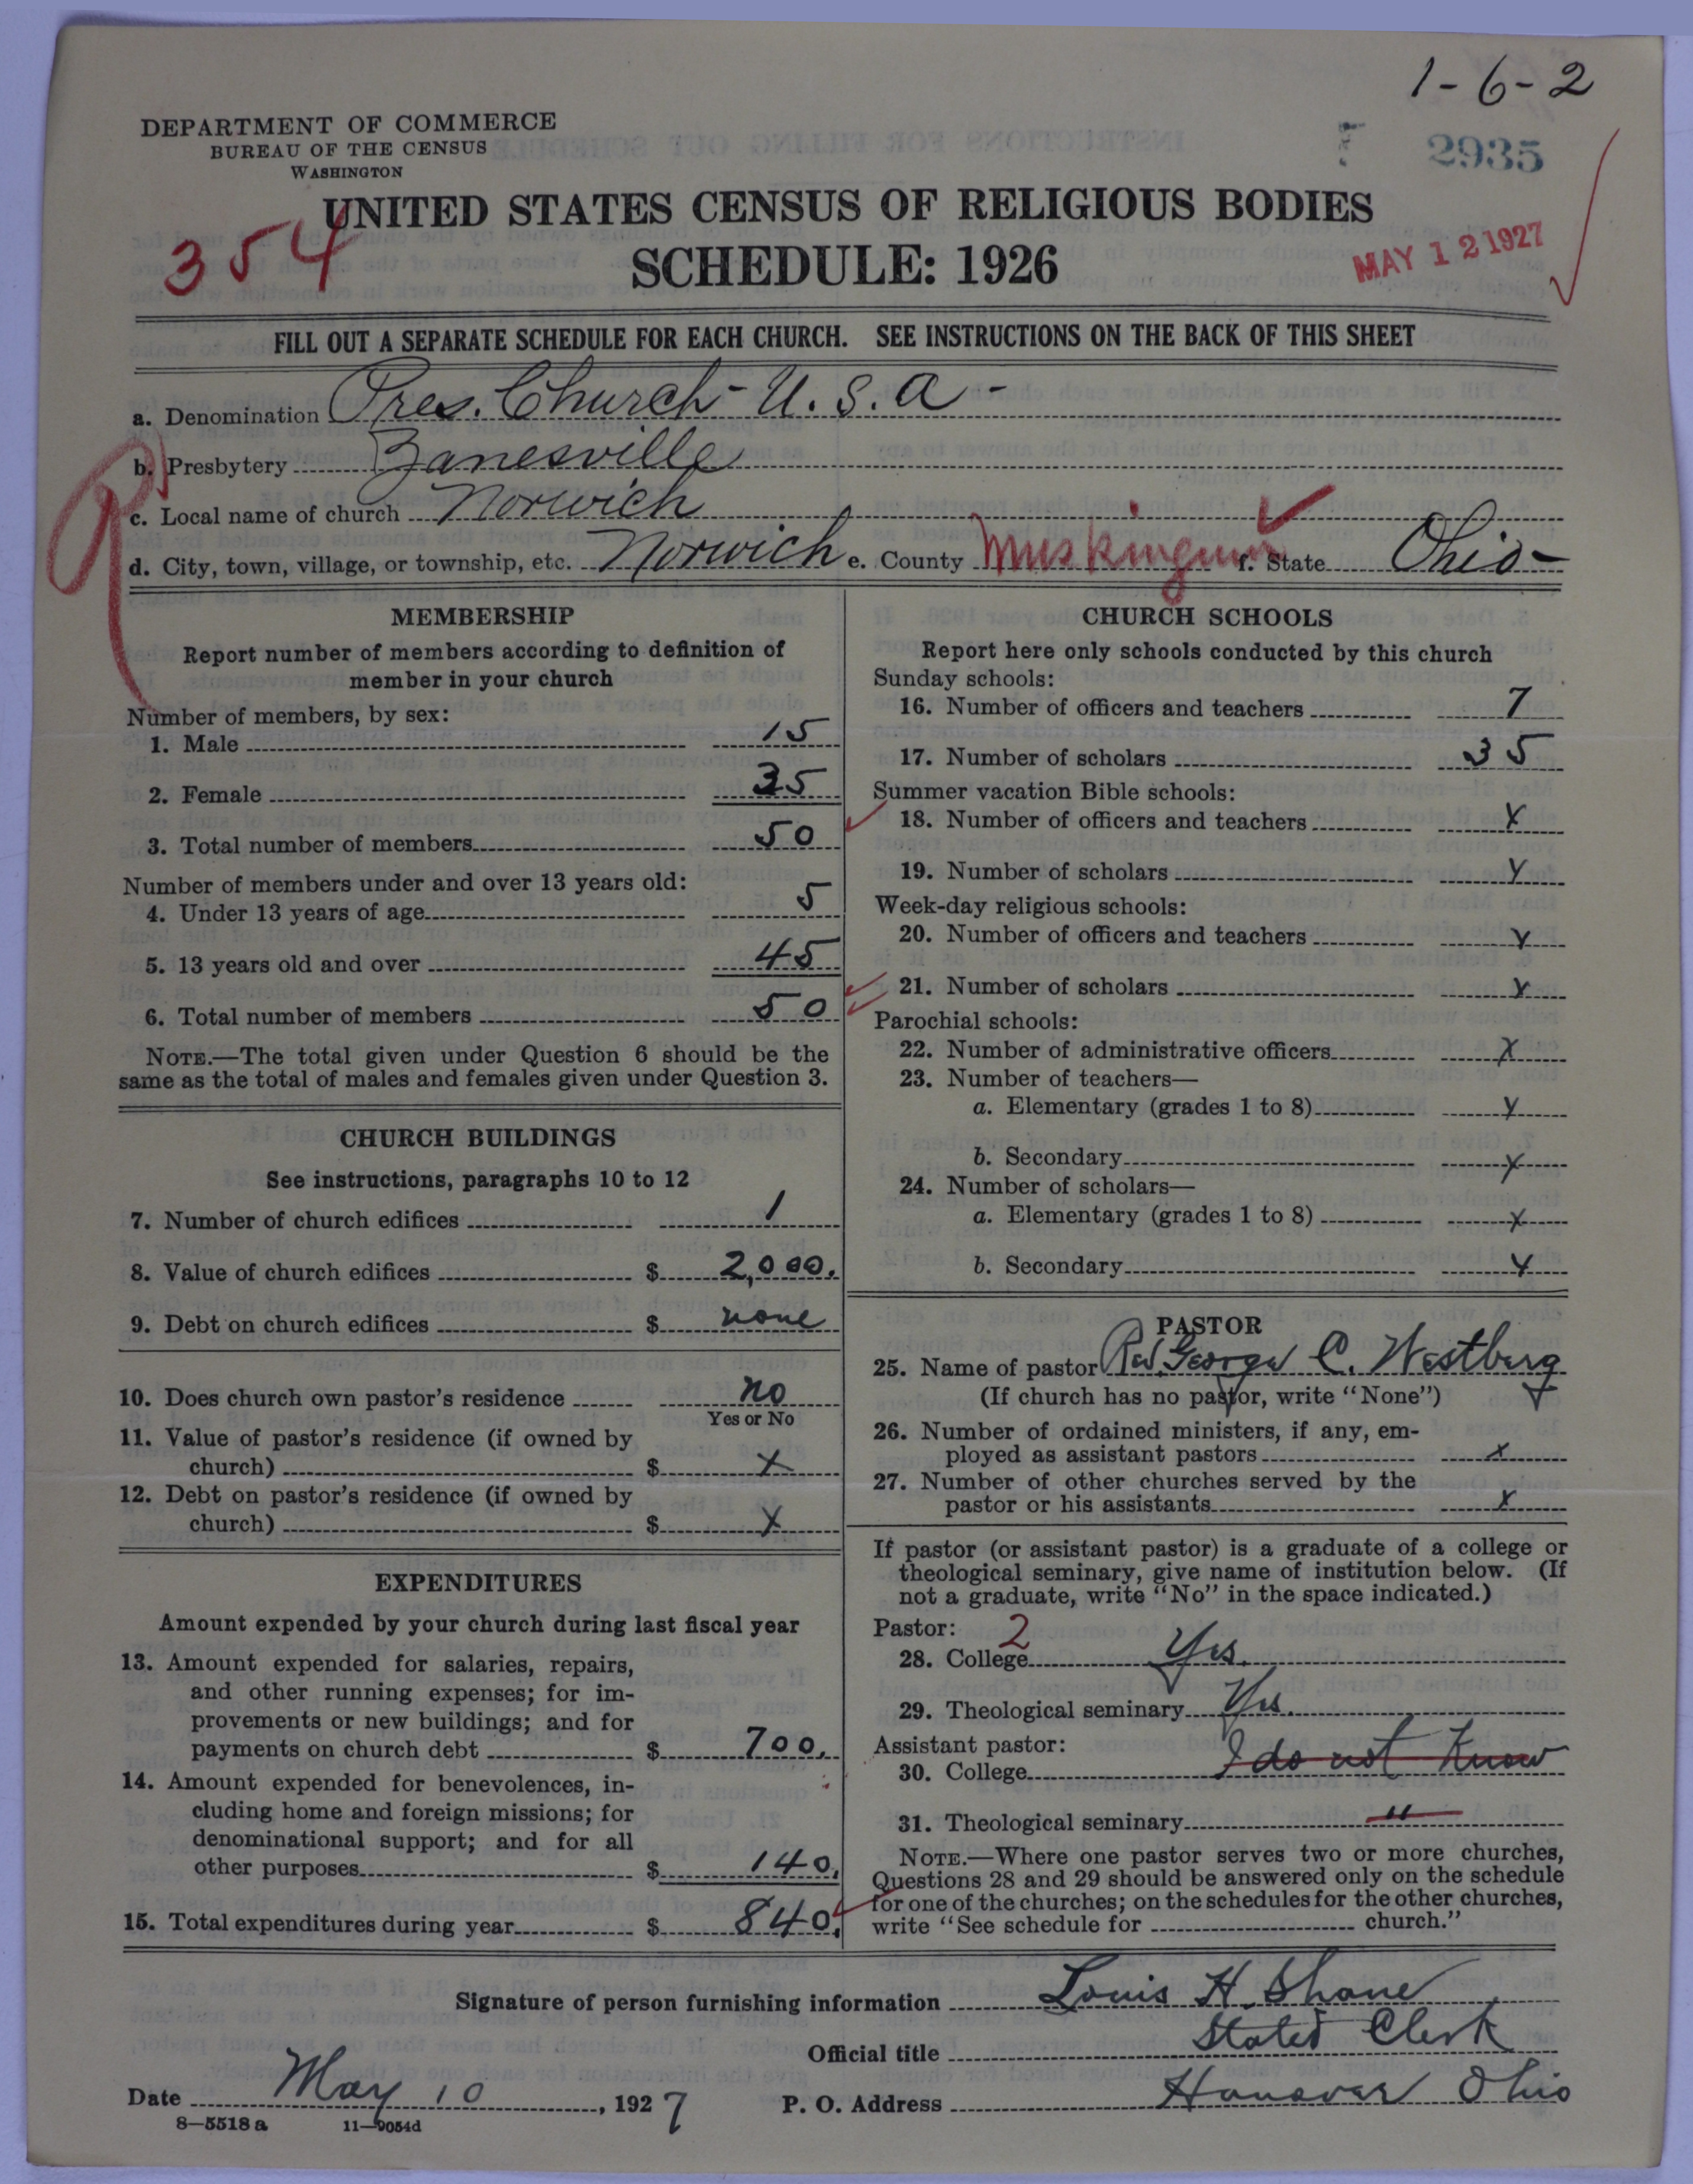 1-6-2
DEPARTMENT OF COMMERCE
BUREAU OF THE CENSUS
WASHINGTON
2935
UNITED STATES CENSUS OF RELIGIOUS BODIES
SCHEDULE: 1926
354
MAY 12 1927
FILL OUT A SEPARATE SCHEDULE FOR EACH CHURCH. SEE INSTRUCTIONS ON THE BACK OF THIS SHEET
a. Denomination Pres. Church - U.S.A -
b. Presbytery Zanesville
c. Local name of church Norwich
d. City, town, village, or township, etc. Norwich e. County Muskingum f. State Ohio -
R
MEMBERSHIP
Report number of members according to definition of
member in your church
Number of members, by sex:
1. Male 15
2. Female 35
3. Total number of members 50
Number of members under and over 13 years old:
4. Under 13 years of age 5
5. 13 years old and over 45
6. Total number of members 50
NOTE.—The total given under Question 6 should be the
same as the total of males and females given under Question 3.
CHURCH BUILDINGS
See instructions, paragraphs 10 to 12
7. Number of church edifices 1
8. Value of church edifices $ 2,000.
9. Debt on church edifices $ none
10. Does church own pastor's residence no
Yes or No
11. Value of pastor's residence (if owned by
church) $ X
12. Debt on pastor's residence (if owned by
church) $ X
EXPENDITURES
Amount expended by your church during last fiscal year
13. Amount expended for salaries, repairs,
and other running expenses; for im-
provements or new buildings; and for
payments on church debt $ 700.
14. Amount expended for benevolences, in-
cluding home and foreign missions; for
denominational support; and for all
other purposes $ 140.
15. Total expenditures during year $ 840.
CHURCH SCHOOLS
Report here only schools conducted by this church
Sunday schools:
16. Number of officers and teachers 7
17. Number of scholars 35
Summer vacation Bible schools:
18. Number of officers and teachers X
19. Number of scholars X
Week-day religious schools:
20. Number of officers and teachers X
21. Number of scholars X
Parochial schools:
22. Number of administrative officers X
23. Number of teachers—
a. Elementary (grades 1 to 8) X
b. Secondary X
24. Number of scholars—
a. Elementary (grades 1 to 8) X
b. Secondary X
PASTOR
25. Name of pastor Rev. George C. Westberg
(If church has no pastor, write "None")
26. Number of ordained ministers, if any, em-
ployed as assistant pastors X
27. Number of other churches served by the
pastor or his assistants X
If pastor (or assistant pastor) is a graduate of a college or
theological seminary, give name of institution below. (If
not a graduate, write "No" in the space indicated.)
Pastor: 2
28. College Yes.
29. Theological seminary Yes.
Assistant pastor:
30. College I do not Know
31. Theological seminary "
NOTE.—Where one pastor serves two or more churches,
Questions 28 and 29 should be answered only on the schedule
for one of the churches; on the schedules for the other churches,
write "See schedule for church."
Signature of person furnishing information Louis H. Shane
Official title Stated Clerk
Date May 10, 1927 P. O. Address Hanover Ohio
8—5518 a 11—9054d